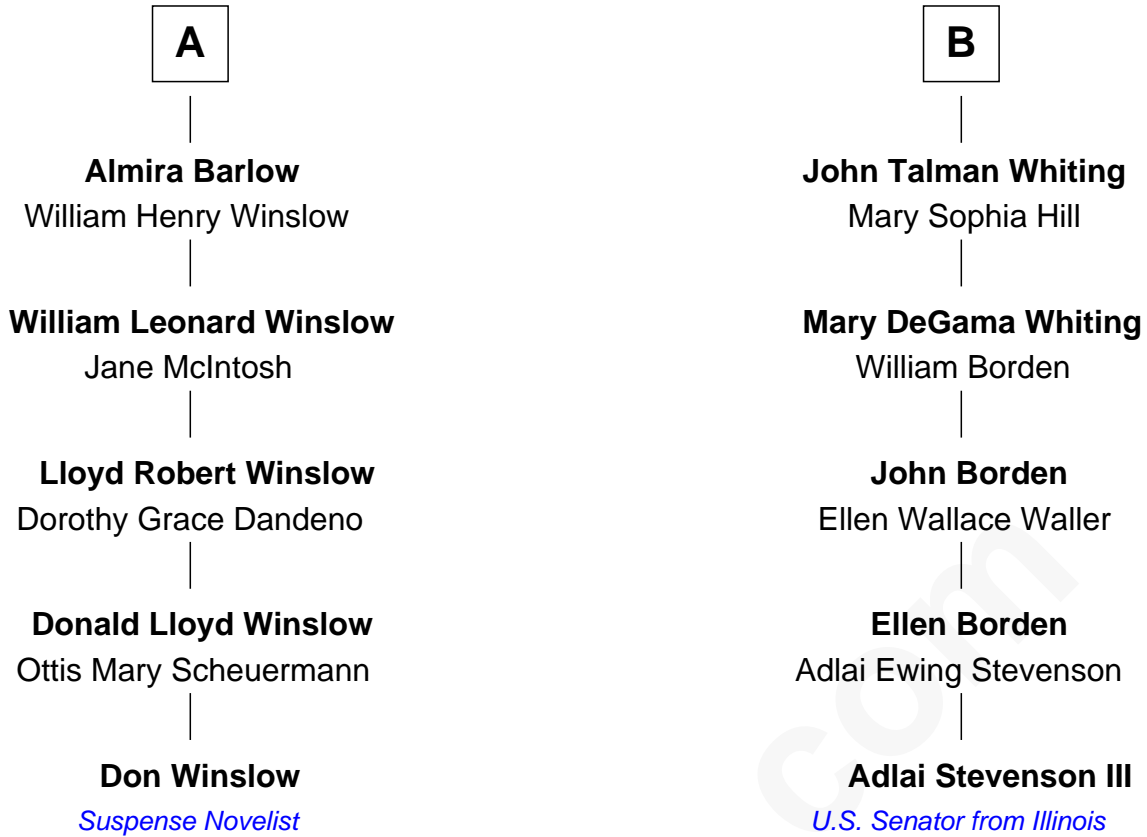 A
Almira Barlow
William Henry Winslow
William Leonard Winslow
Jane McIntosh
Lloyd Robert Winslow
Dorothy Grace Dandeno
Donald Lloyd Winslow
Ottis Mary Scheuermann
Don Winslow
Suspense Novelist
B
John Talman Whiting
Mary Sophia Hill
Mary DeGama Whiting
William Borden
John Borden
Ellen Wallace Waller
Ellen Borden
Adlai Ewing Stevenson
Adlai Stevenson III
U.S. Senator from Illinois
com